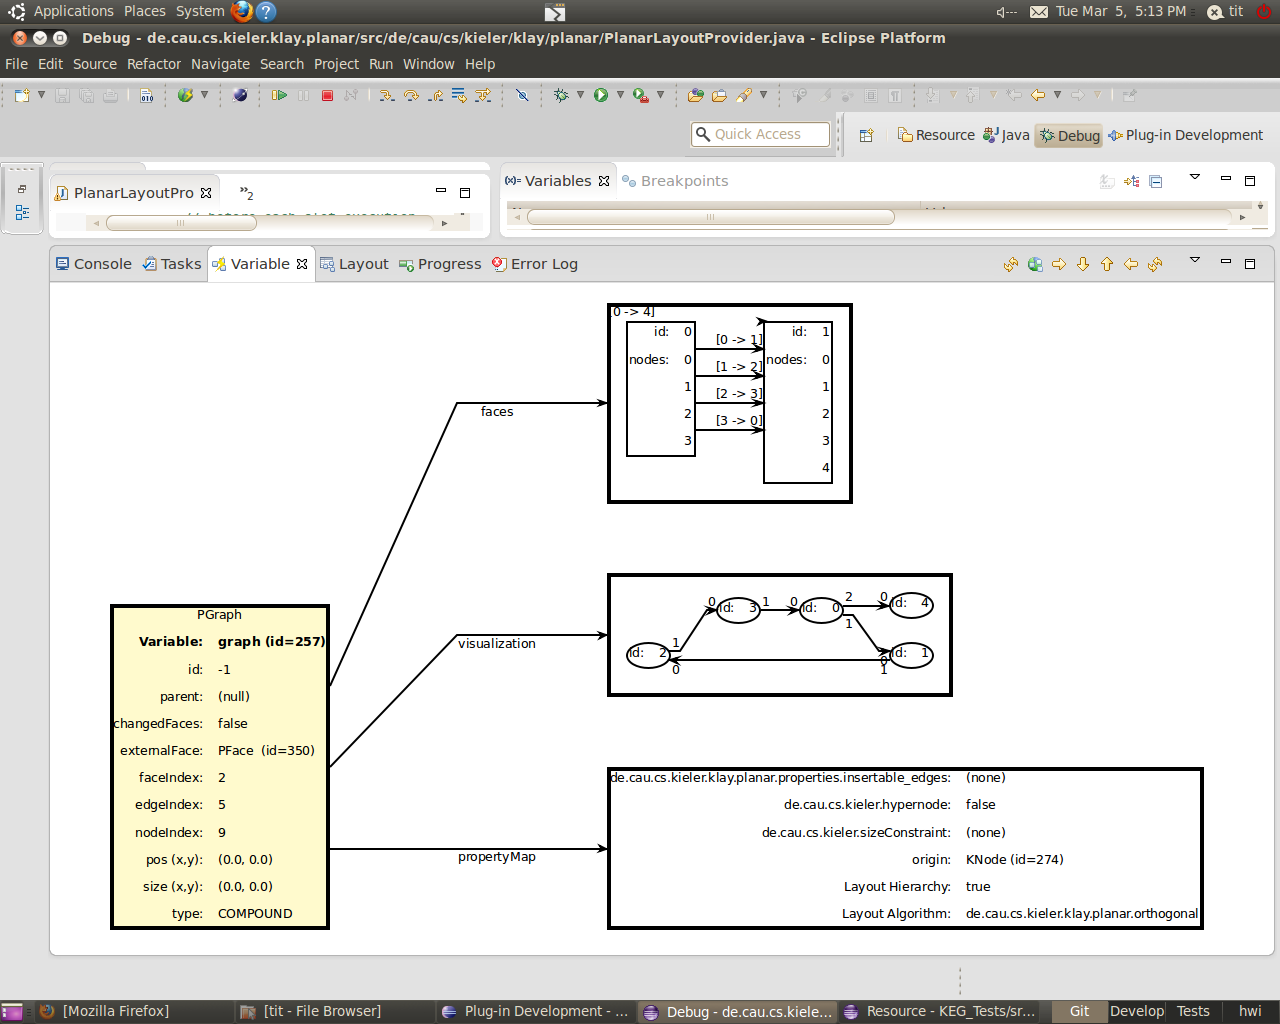 Applications Places System
Tue Mar 5, 5:13 PM tit
Debug - de.cau.cs.kieler.klay.planar/src/de/cau/cs/kieler/klay/planar/PlanarLayoutProvider.java - Eclipse Platform
File Edit Source Refactor Navigate Search Project Run Window Help
Quick Access
Resource Java Debug Plug-in Development
PlanarLayoutPro »2
Variables Breakpoints
Console Tasks Variable Layout Progress Error Log
[0 -> 4]
id: 0
id: 1
[0 -> 1]
nodes: 0
nodes: 0
[1 -> 2]
1
1
[2 -> 3]
2
2
[3 -> 0]
3
3
4
faces
PGraph
Variable: graph (id=257)
id: -1
parent: (null)
changedFaces: false
externalFace: PFace (id=350)
faceIndex: 2
edgeIndex: 5
nodeIndex: 9
pos (x,y): (0.0, 0.0)
size (x,y): (0.0, 0.0)
type: COMPOUND
visualization
0 id: 3 1 0 id: 0 2 0 id: 4
1
1
id: 2
id: 1
0
0
1
propertyMap
de.cau.cs.kieler.klay.planar.properties.insertable_edges: (none)
de.cau.cs.kieler.hypernode: false
de.cau.cs.kieler.sizeConstraint: (none)
origin: KNode (id=274)
Layout Hierarchy: true
Layout Algorithm: de.cau.cs.kieler.klay.planar.orthogonal
[Mozilla Firefox] [tit - File Browser] Plug-in Development - ... Debug - de.cau.cs.kiele... Resource - KEG_Tests/sr... Git Develop Tests hwi